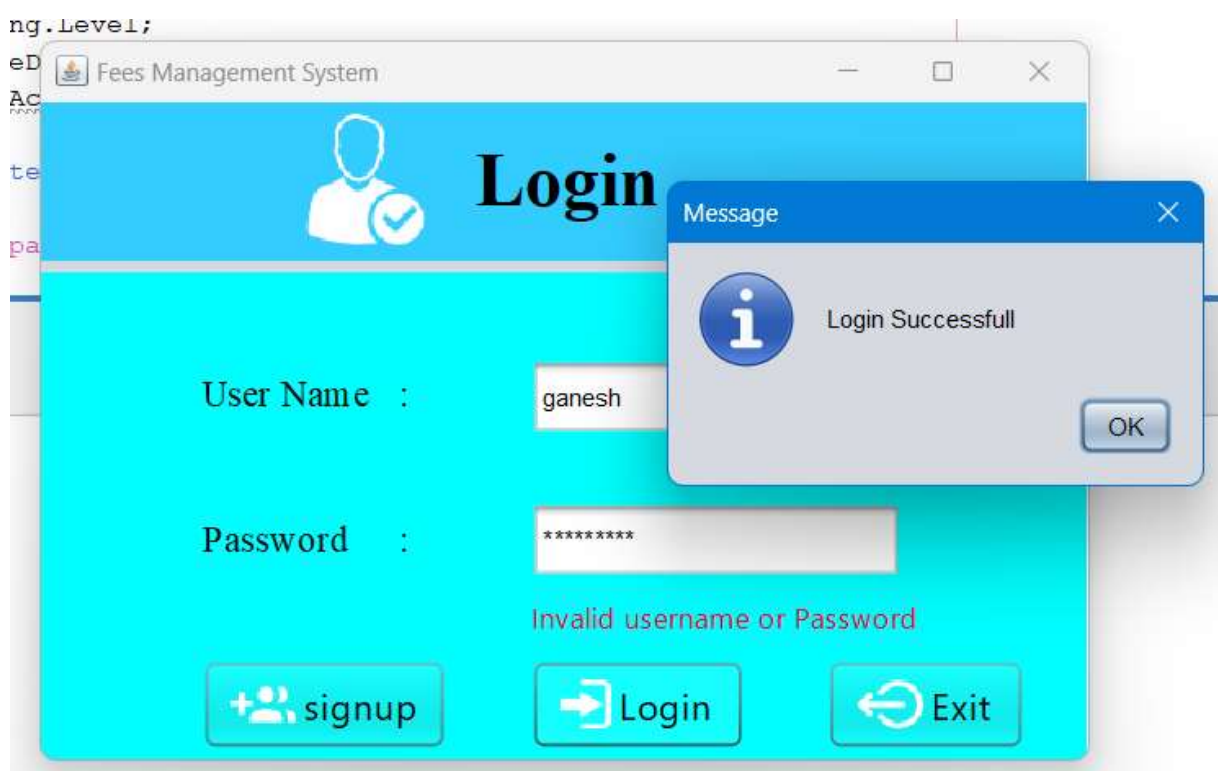 ng.Level;
eD
Ac
te
pa
Fees Management System
Login
Message
Login Successfull
OK
User Name :
ganesh
Password :
*********
Invalid username or Password
signup
Login
Exit